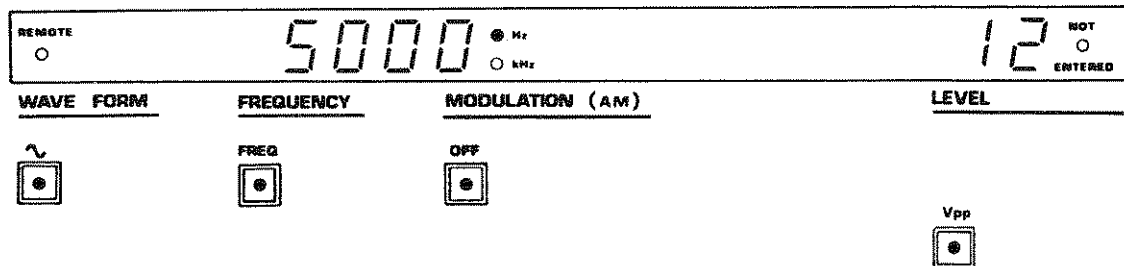 REMOTE
5000
Hz
kHz
12
NOT
ENTERED
WAVE FORM
FREQUENCY
MODULATION (AM)
LEVEL
FREQ
OFF
Vpp